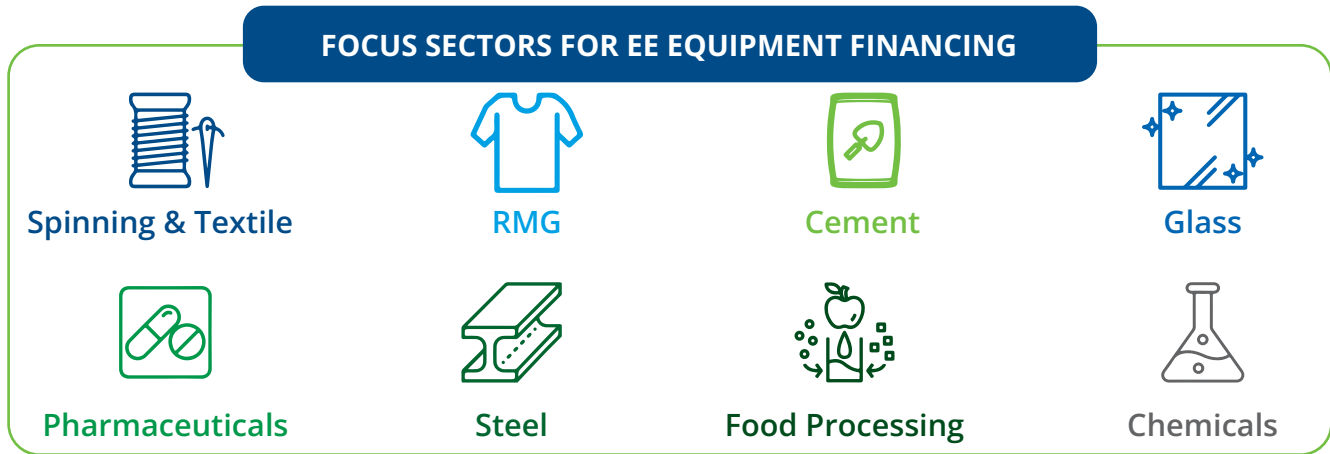 FOCUS SECTORS FOR EE EQUIPMENT FINANCING
Spinning & Textile
RMG
Cement
Glass
Pharmaceuticals
Steel
Food Processing
Chemicals